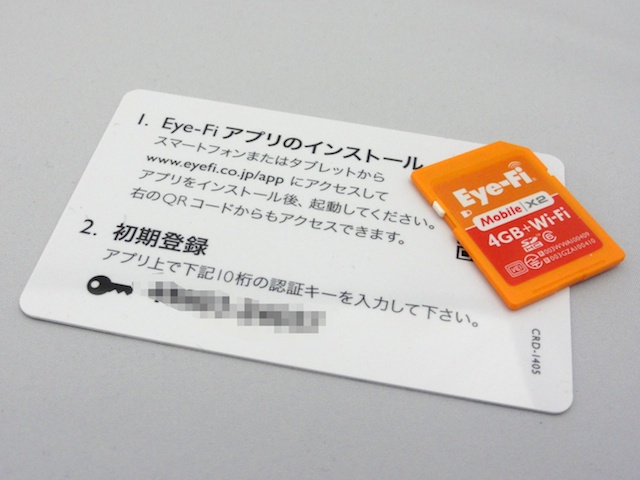 1. Eye-Fi アプリのインストール
スマートフォンまたはタブレットから
www.eyefi.co.jp/app にアクセスして
アプリをインストール後、起動してください。
右のQRコードからもアクセスできます。
2. 初期登録
アプリ上で下記10桁の認証キーを入力して下さい。
CRD-1405
Eye-Fi
Mobile X2
4GB+Wi-Fi